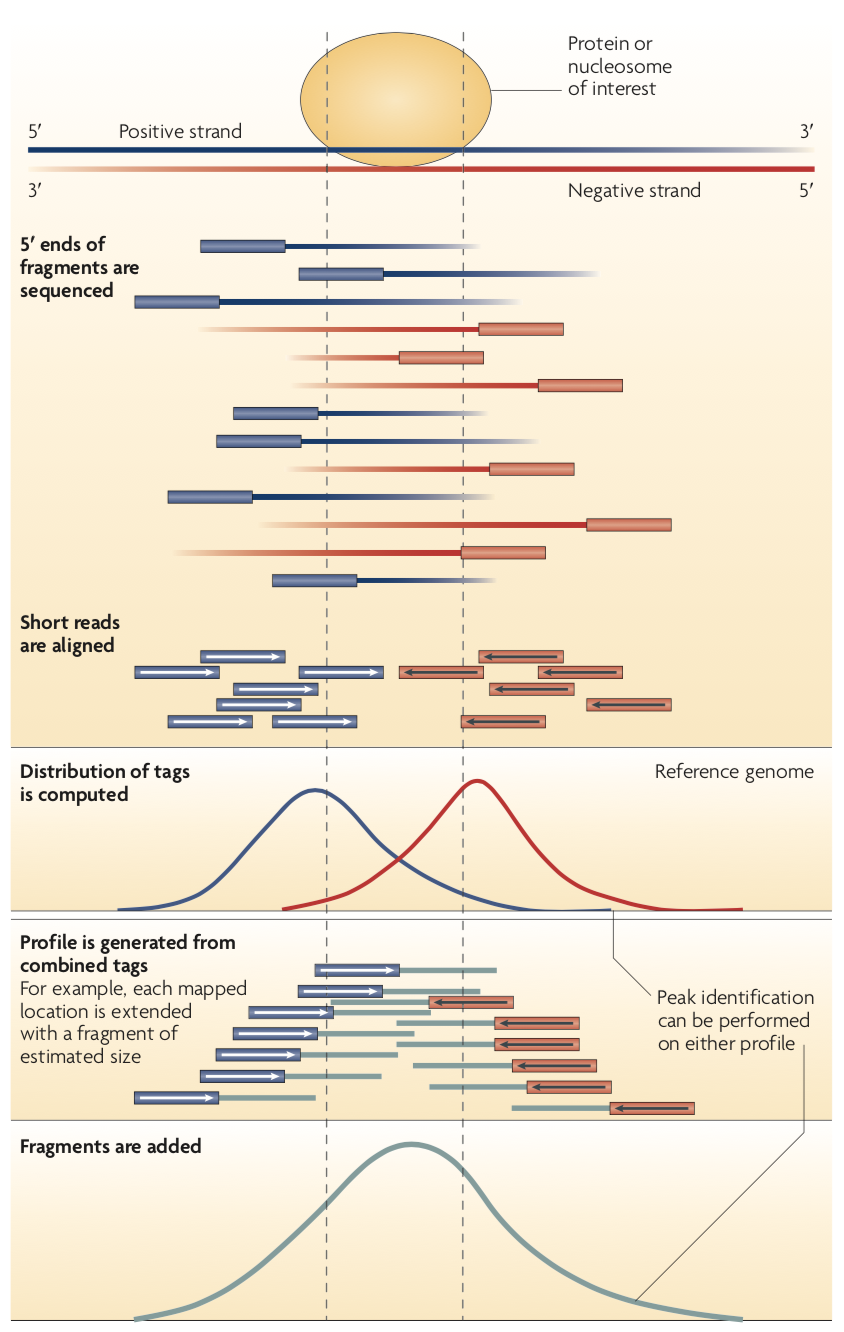 Protein or
nucleosome
of interest
5′
Positive strand
3′
3′
Negative strand
5′
5′ ends of
fragments are
sequenced
Short reads
are aligned
Distribution of tags
is computed
Reference genome
Profile is generated from
combined tags
For example, each mapped
location is extended
with a fragment of
estimated size
Peak identification
can be performed
on either profile
Fragments are added